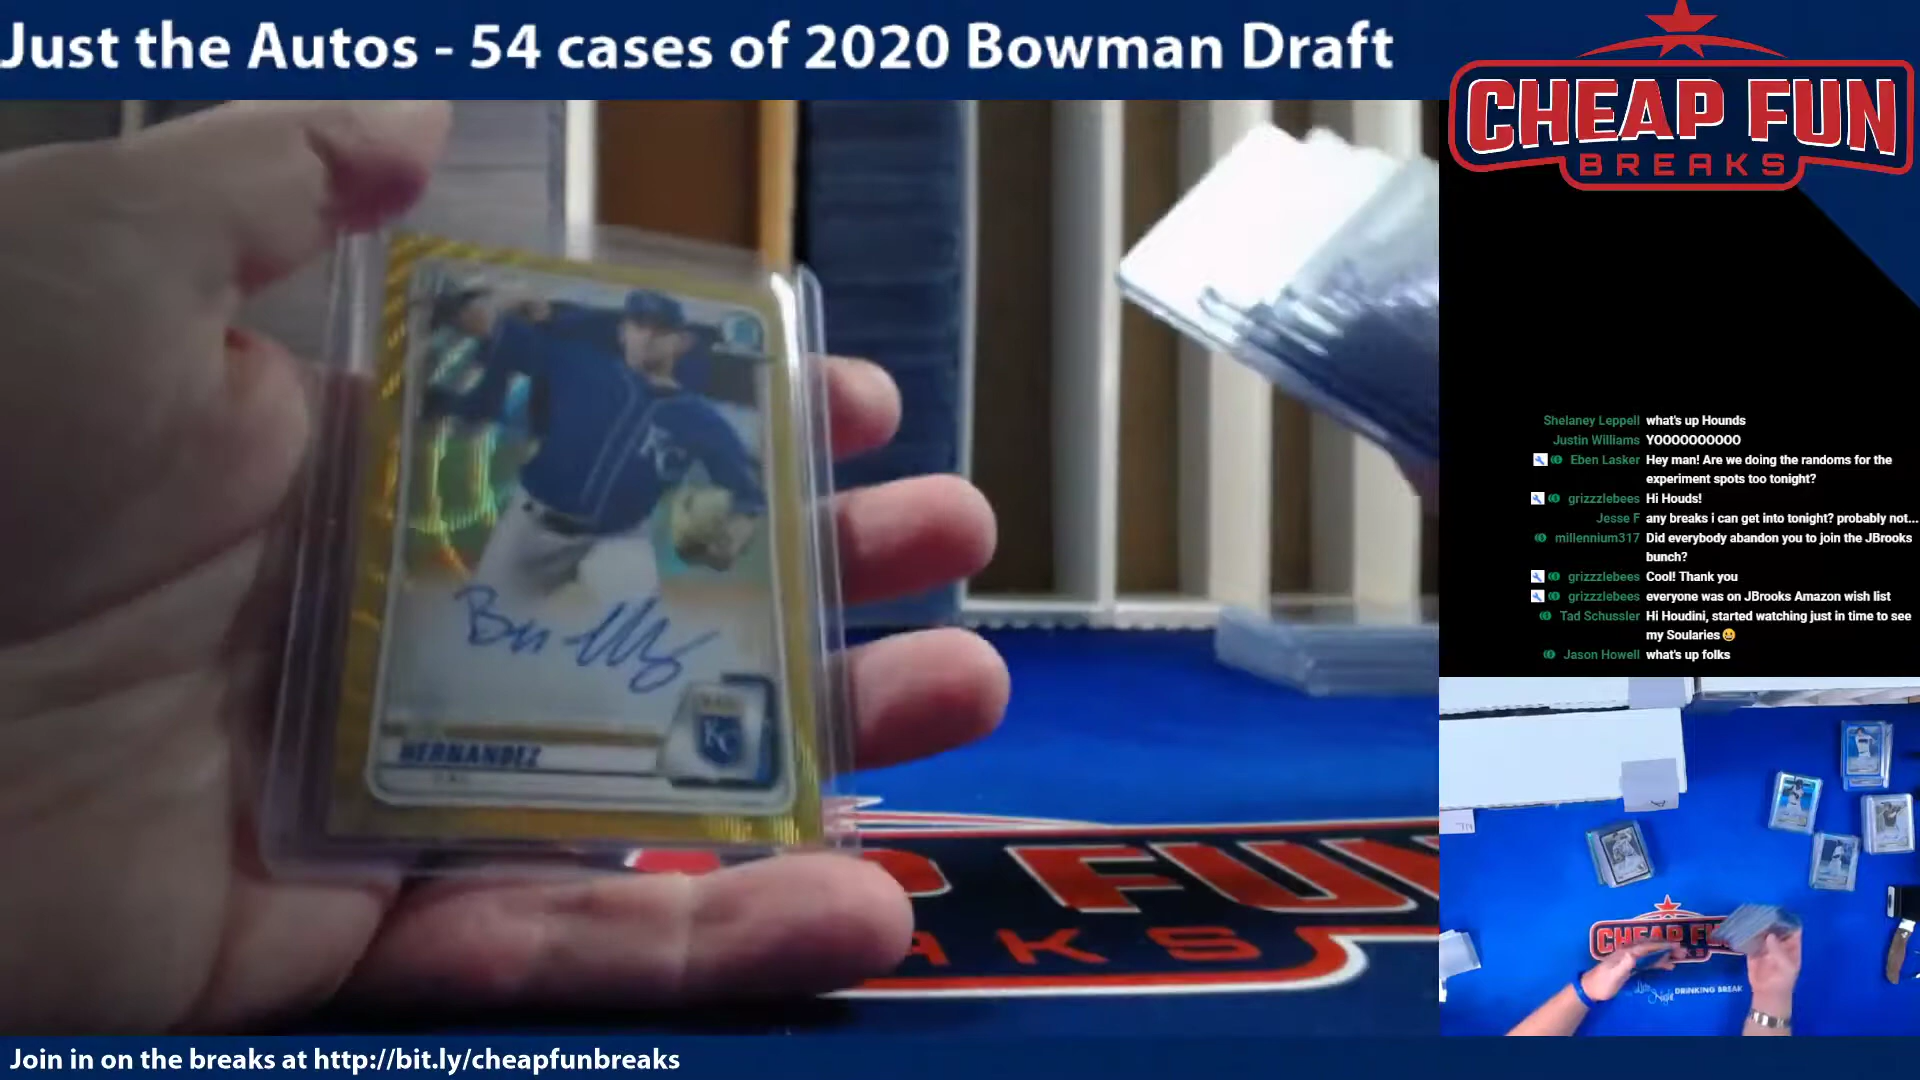 Just the Autos - 54 cases of 2020 Bowman Draft
CHEAP FUN
BREAKS
Shelaney Leppell what's up Hounds
Justin Williams YOOOOOOOOOO
Eben Lasker Hey man! Are we doing the randoms for the
experiment spots too tonight?
grizzzlebees Hi Houds!
Jesse F any breaks i can get into tonight? probably not...
millennium317 Did everybody abandon you to join the JBrooks
bunch?
grizzzlebees Cool! Thank you
grizzzlebees everyone was on JBrooks Amazon wish list
Tad Schussler Hi Houdini, started watching just in time to see
my Soularies😀
Jason Howell what's up folks
KC
HERNANDEZ
KC
P FU
AKS
CHEAP FU
DRINKING BREAK
Join in on the breaks at http://bit.ly/cheapfunbreaks